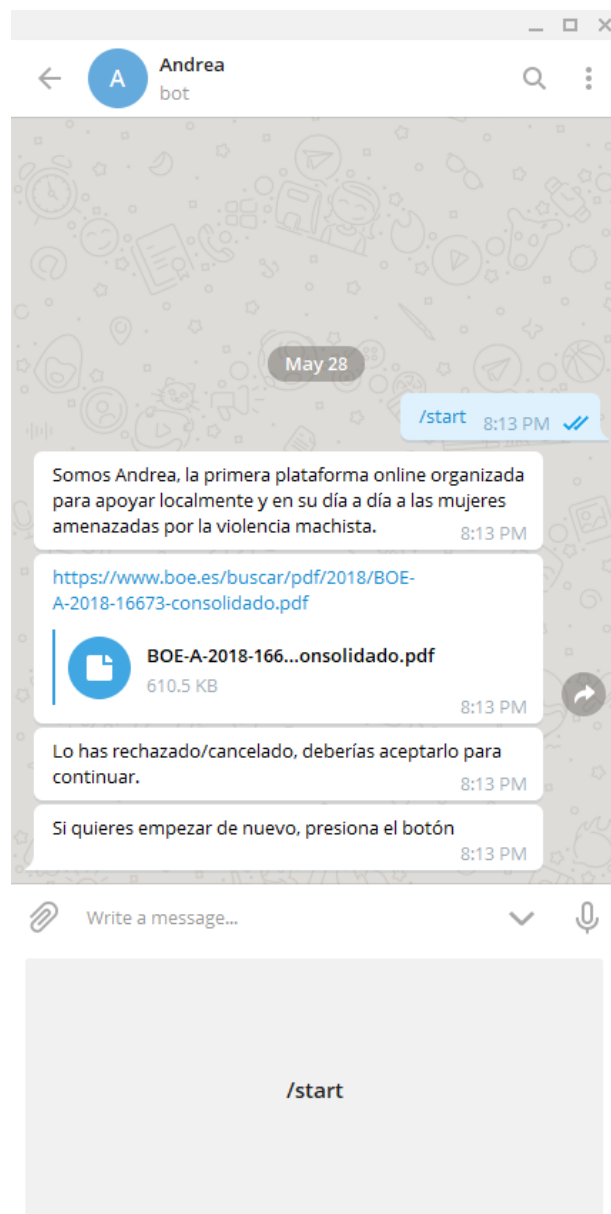 A
Andrea
bot
May 28
/start 8:13 PM
Somos Andrea, la primera plataforma online organizada
para apoyar localmente y en su día a día a las mujeres
amenazadas por la violencia machista. 8:13 PM
https://www.boe.es/buscar/pdf/2018/BOE-
A-2018-16673-consolidado.pdf
BOE-A-2018-166...onsolidado.pdf
610.5 KB
8:13 PM
Lo has rechazado/cancelado, deberías aceptarlo para
continuar. 8:13 PM
Si quieres empezar de nuevo, presiona el botón
8:13 PM
Write a message...
/start